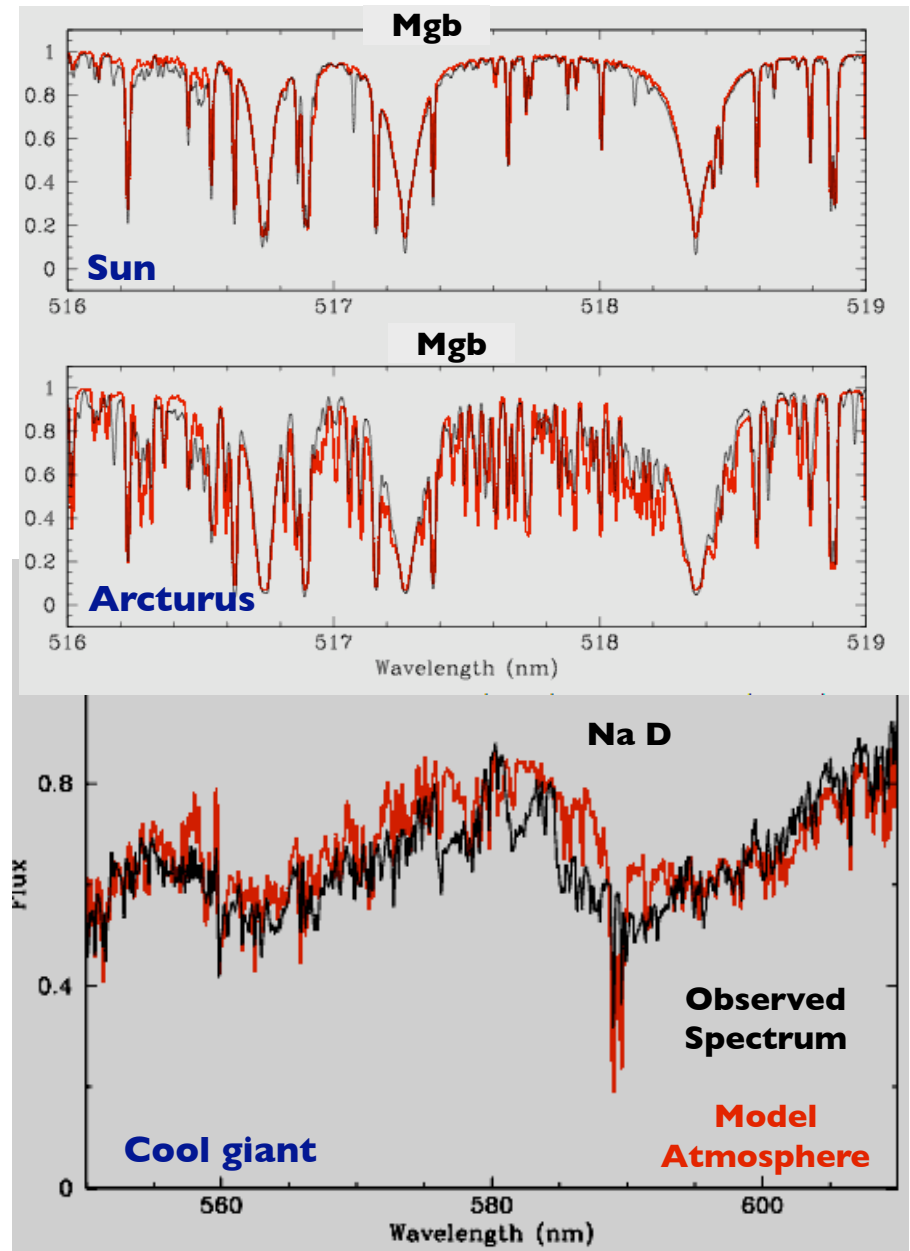 Mgb
1
0.8
0.6
0.4
0.2
0
Sun
516
517
518
519
Mgb
1
0.8
0.6
0.4
0.2
0
Arcturus
516
517
518
519
Wavelength (nm)
Na D
0.8
Flux
0.4
Observed
Spectrum
Model
Atmosphere
Cool giant
0
560
580
600
Wavelength (nm)